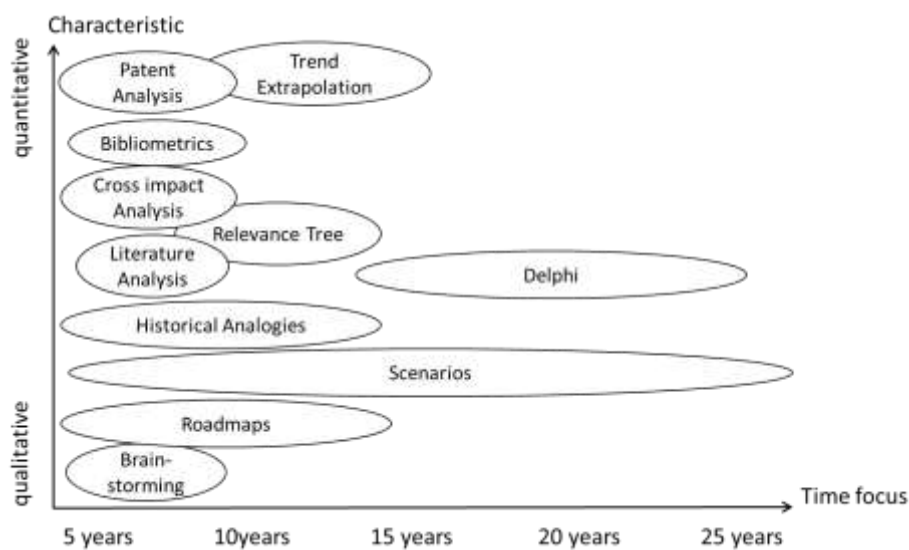 Characteristic
quantitative
Patent
Analysis
Trend
Extrapolation
Bibliometrics
Cross impact
Analysis
Relevance Tree
Literature
Analysis
Delphi
Historical Analogies
Scenarios
qualitative
Roadmaps
Brain-
storming
Time focus
5 years
10years
15 years
20 years
25 years